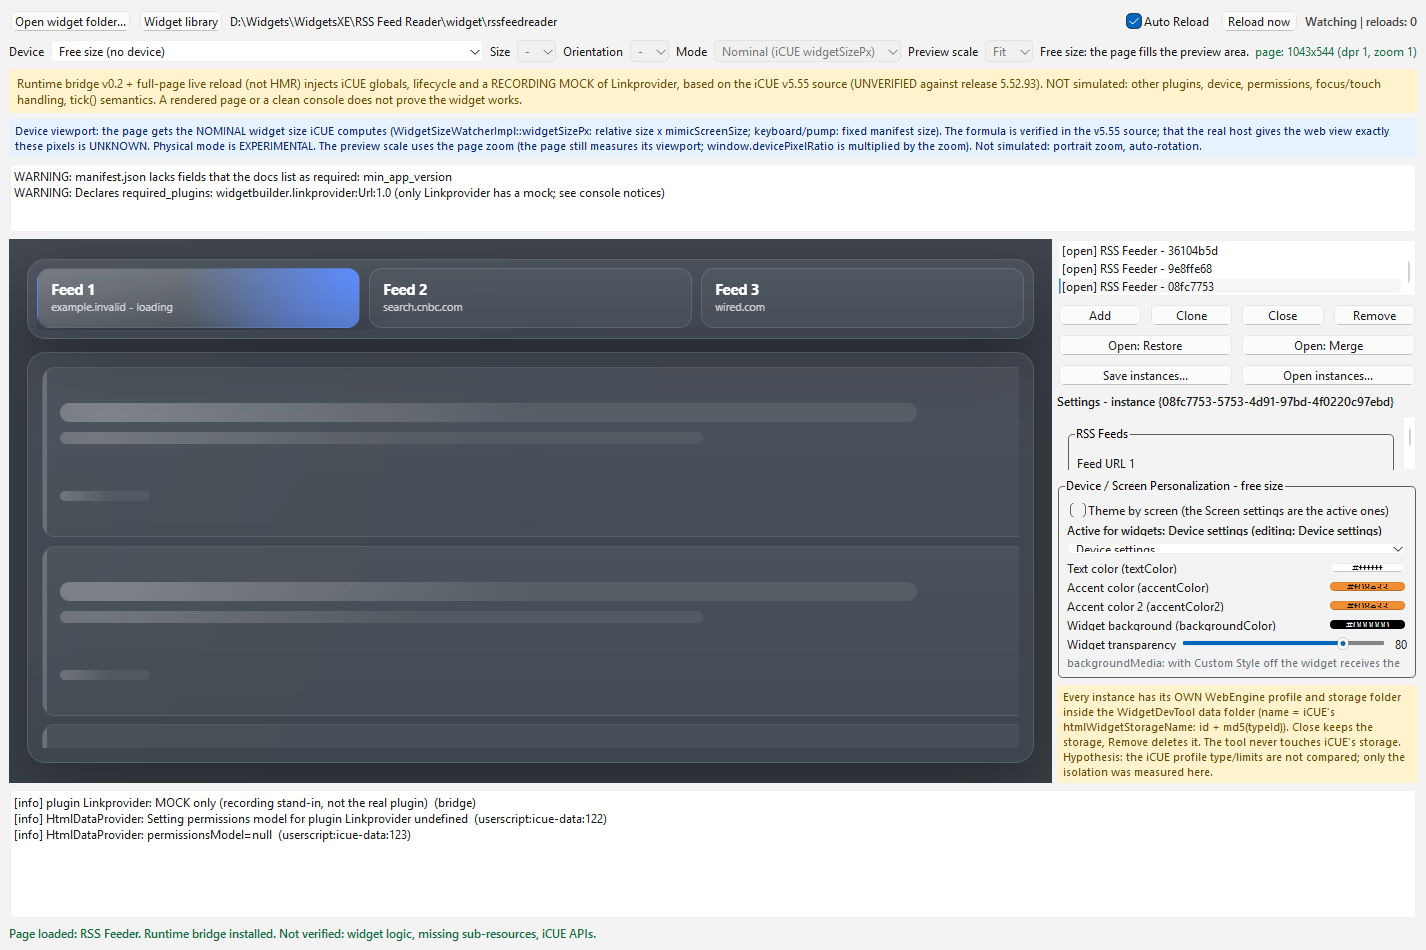 Open widget folder... Widget library D:\Widgets\WidgetsXE\RSS Feed Reader\widget\rssfeedreader Auto Reload Reload now Watching | reloads: 0
Device Free size (no device) Size - Orientation - Mode Nominal (iCUE widgetSizePx) Preview scale Fit Free size: the page fills the preview area. page: 1043x544 (dpr 1, zoom 1)
Runtime bridge v0.2 + full-page live reload (not HMR) injects iCUE globals, lifecycle and a RECORDING MOCK of Linkprovider, based on the iCUE v5.55 source (UNVERIFIED against release 5.52.93). NOT simulated: other plugins, device, permissions, focus/touch
handling, tick() semantics. A rendered page or a clean console does not prove the widget works.
Device viewport: the page gets the NOMINAL widget size iCUE computes (WidgetSizeWatcherImpl::widgetSizePx: relative size x mimicScreenSize; keyboard/pump: fixed manifest size). The formula is verified in the v5.55 source; that the real host gives the web view exactly
these pixels is UNKNOWN. Physical mode is EXPERIMENTAL. The preview scale uses the page zoom (the page still measures its viewport; window.devicePixelRatio is multiplied by the zoom). Not simulated: portrait zoom, auto-rotation.
WARNING: manifest.json lacks fields that the docs list as required: min_app_version
WARNING: Declares required_plugins: widgetbuilder.linkprovider:Url:1.0 (only Linkprovider has a mock; see console notices)
Feed 1
example.invalid - loading
Feed 2
search.cnbc.com
Feed 3
wired.com
[open] RSS Feeder - 36104b5d
[open] RSS Feeder - 9e8ffe68
[open] RSS Feeder - 08fc7753
Add Clone Close Remove
Open: Restore Open: Merge
Save instances... Open instances...
Settings - instance {08fc7753-5753-4d91-97bd-4f0220c97ebd}
RSS Feeds
Feed URL 1
Device / Screen Personalization - free size
Theme by screen (the Screen settings are the active ones)
Active for widgets: Device settings (editing: Device settings)
Device settings
Text color (textColor) #ffffff
Accent color (accentColor)
Accent color 2 (accentColor2)
Widget background (backgroundColor) #000000
Widget transparency 80
backgroundMedia: with Custom Style off the widget receives the
Every instance has its OWN WebEngine profile and storage folder
inside the WidgetDevTool data folder (name = iCUE's
htmlWidgetStorageName: id + md5(typeId)). Close keeps the
storage, Remove deletes it. The tool never touches iCUE's storage.
Hypothesis: the iCUE profile type/limits are not compared; only the
isolation was measured here.
[info] plugin Linkprovider: MOCK only (recording stand-in, not the real plugin) (bridge)
[info] HtmlDataProvider: Setting permissions model for plugin Linkprovider undefined (userscript:icue-data:122)
[info] HtmlDataProvider: permissionsModel=null (userscript:icue-data:123)
Page loaded: RSS Feeder. Runtime bridge installed. Not verified: widget logic, missing sub-resources, iCUE APIs.